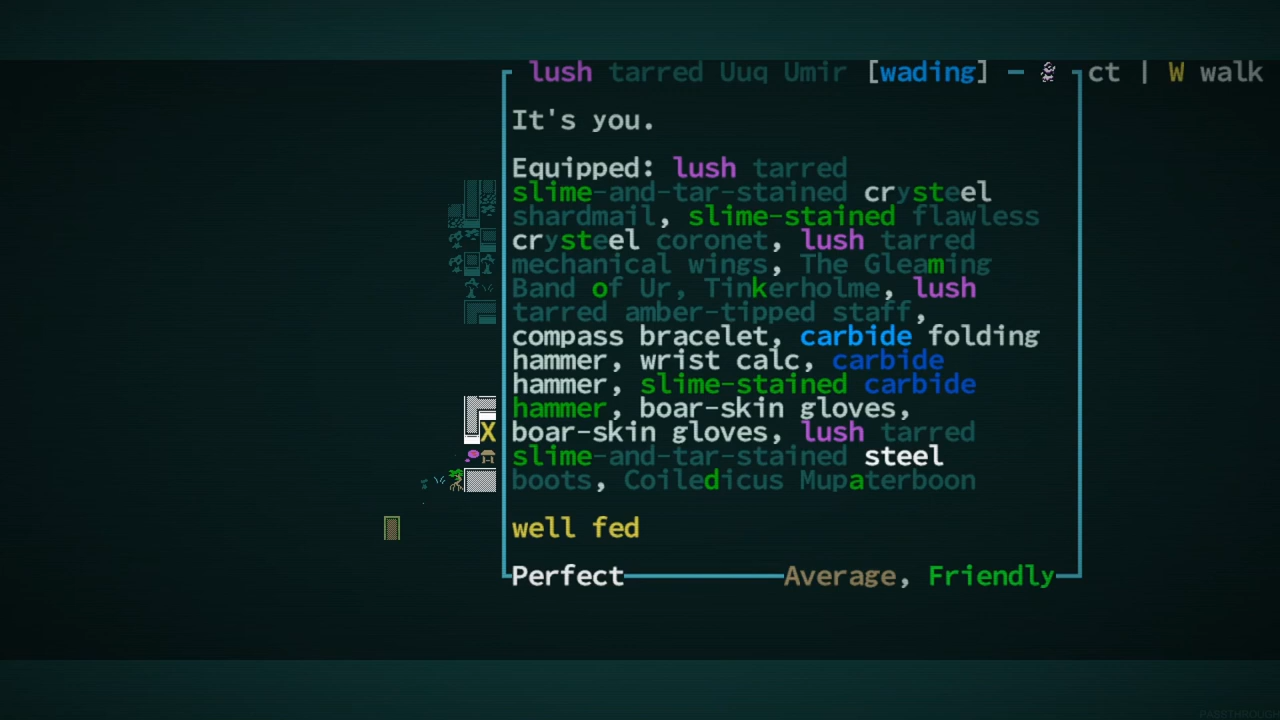 lush tarred Uuq Umir [wading] — ct | W walk
It's you.
Equipped: lush tarred
slime-and-tar-stained crysteel
shardmail, slime-stained flawless
crysteel coronet, lush tarred
mechanical wings, The Gleaming
Band of Ur, Tinkerholme, lush
tarred amber-tipped staff,
compass bracelet, carbide folding
hammer, wrist calc, carbide
hammer, slime-stained carbide
hammer, boar-skin gloves,
boar-skin gloves, lush tarred
slime-and-tar-stained steel
boots, Coiledicus Mupaterboon
X
well fed
Perfect Average, Friendly